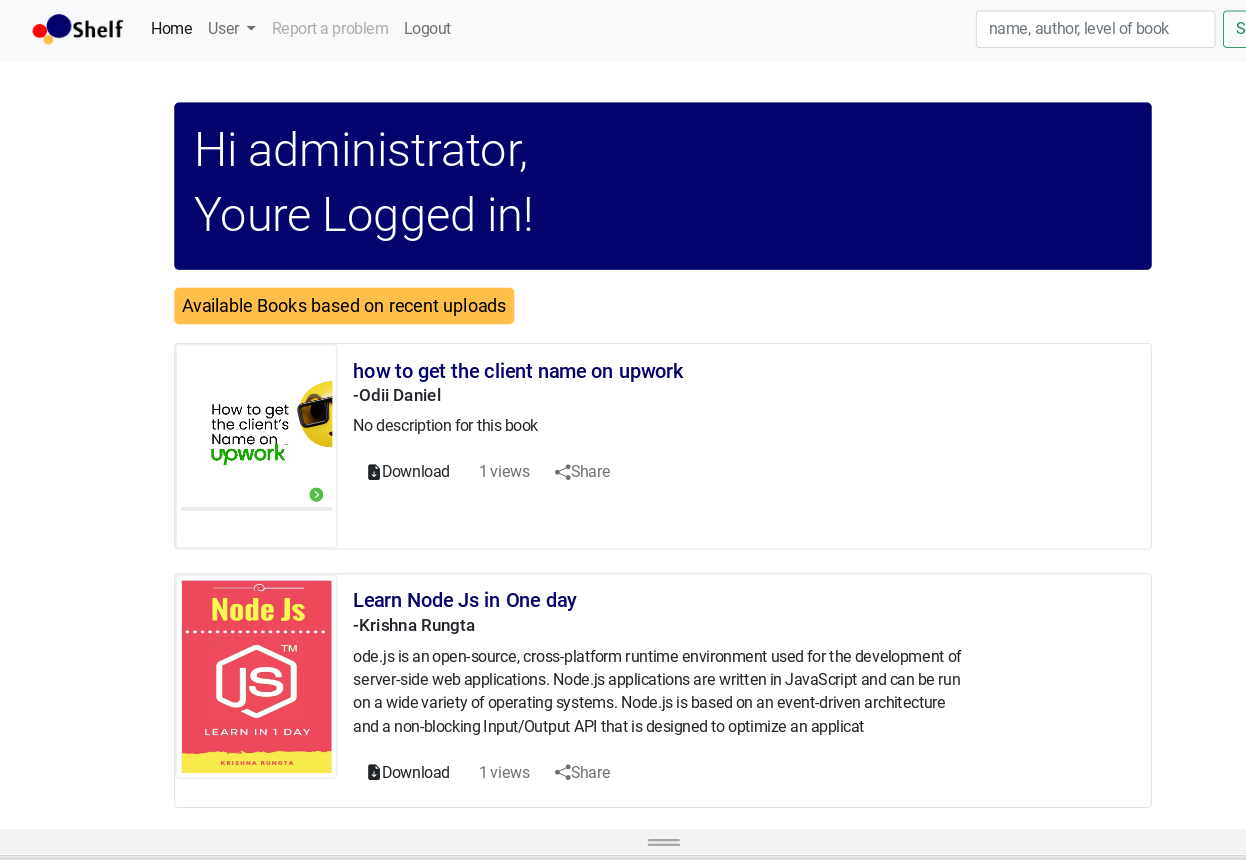 Shelf Home User Report a problem Logout name, author, level of book S
Hi administrator,
Youre Logged in!
Available Books based on recent uploads
How to get
the client's
Name on
upwork
how to get the client name on upwork
-Odii Daniel
No description for this book
Download 1 views Share
Node Js
TM
JS
LEARN IN 1 DAY
KRISHNA RUNGTA
Learn Node Js in One day
-Krishna Rungta
ode.js is an open-source, cross-platform runtime environment used for the development of
server-side web applications. Node.js applications are written in JavaScript and can be run
on a wide variety of operating systems. Node.js is based on an event-driven architecture
and a non-blocking Input/Output API that is designed to optimize an applicat
Download 1 views Share